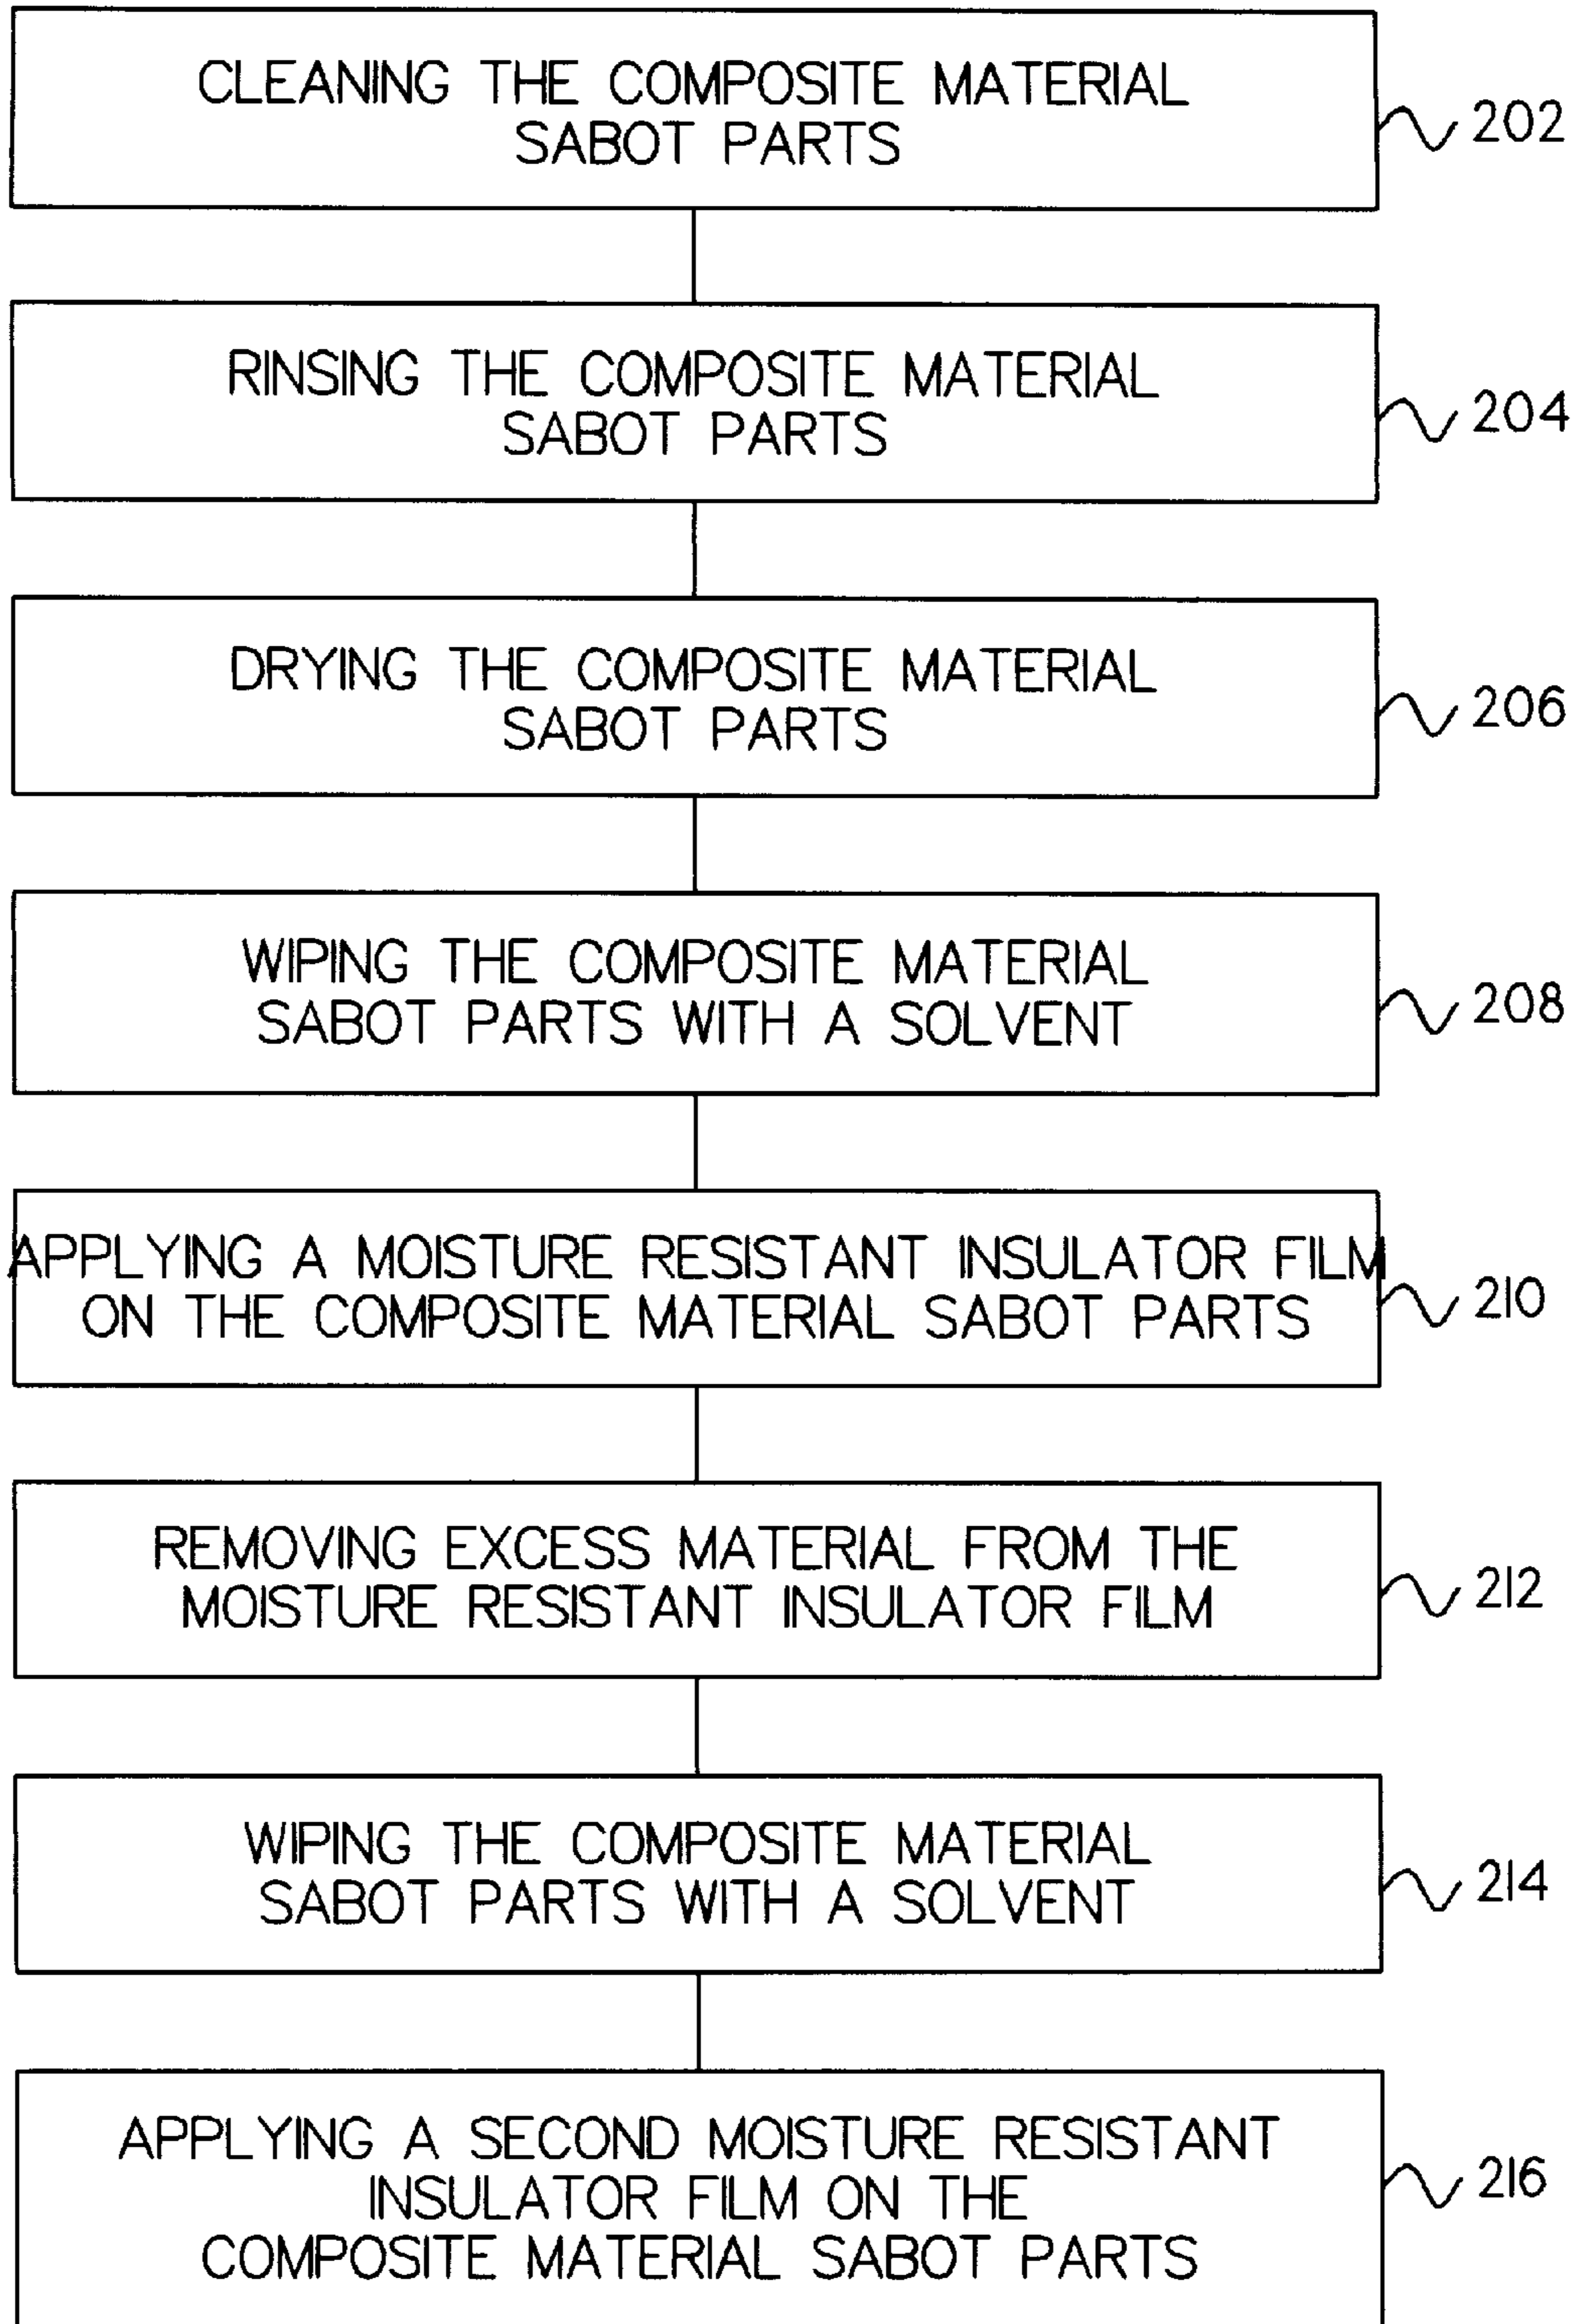 CLEANING THE COMPOSITE MATERIAL
SABOT PARTS
202
RINSING THE COMPOSITE MATERIAL
SABOT PARTS
204
DRYING THE COMPOSITE MATERIAL
SABOT PARTS
206
WIPING THE COMPOSITE MATERIAL
SABOT PARTS WITH A SOLVENT
208
APPLYING A MOISTURE RESISTANT INSULATOR FILM
ON THE COMPOSITE MATERIAL SABOT PARTS
210
REMOVING EXCESS MATERIAL FROM THE
MOISTURE RESISTANT INSULATOR FILM
212
WIPING THE COMPOSITE MATERIAL
SABOT PARTS WITH A SOLVENT
214
APPLYING A SECOND MOISTURE RESISTANT
INSULATOR FILM ON THE
COMPOSITE MATERIAL SABOT PARTS
216